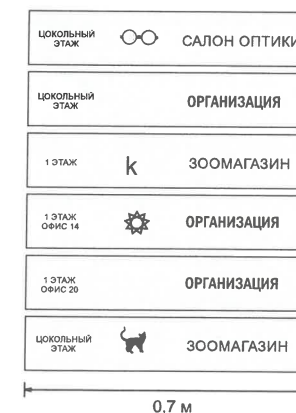 ЦОКОЛЬНЫЙ
ЭТАЖ
САЛОН ОПТИКИ
ЦОКОЛЬНЫЙ
ЭТАЖ
ОРГАНИЗАЦИЯ
1 ЭТАЖ
k
ЗООМАГАЗИН
1 ЭТАЖ
ОФИС 14
ОРГАНИЗАЦИЯ
1 ЭТАЖ
ОФИС 20
ОРГАНИЗАЦИЯ
ЦОКОЛЬНЫЙ
ЭТАЖ
ЗООМАГАЗИН
0.7 м